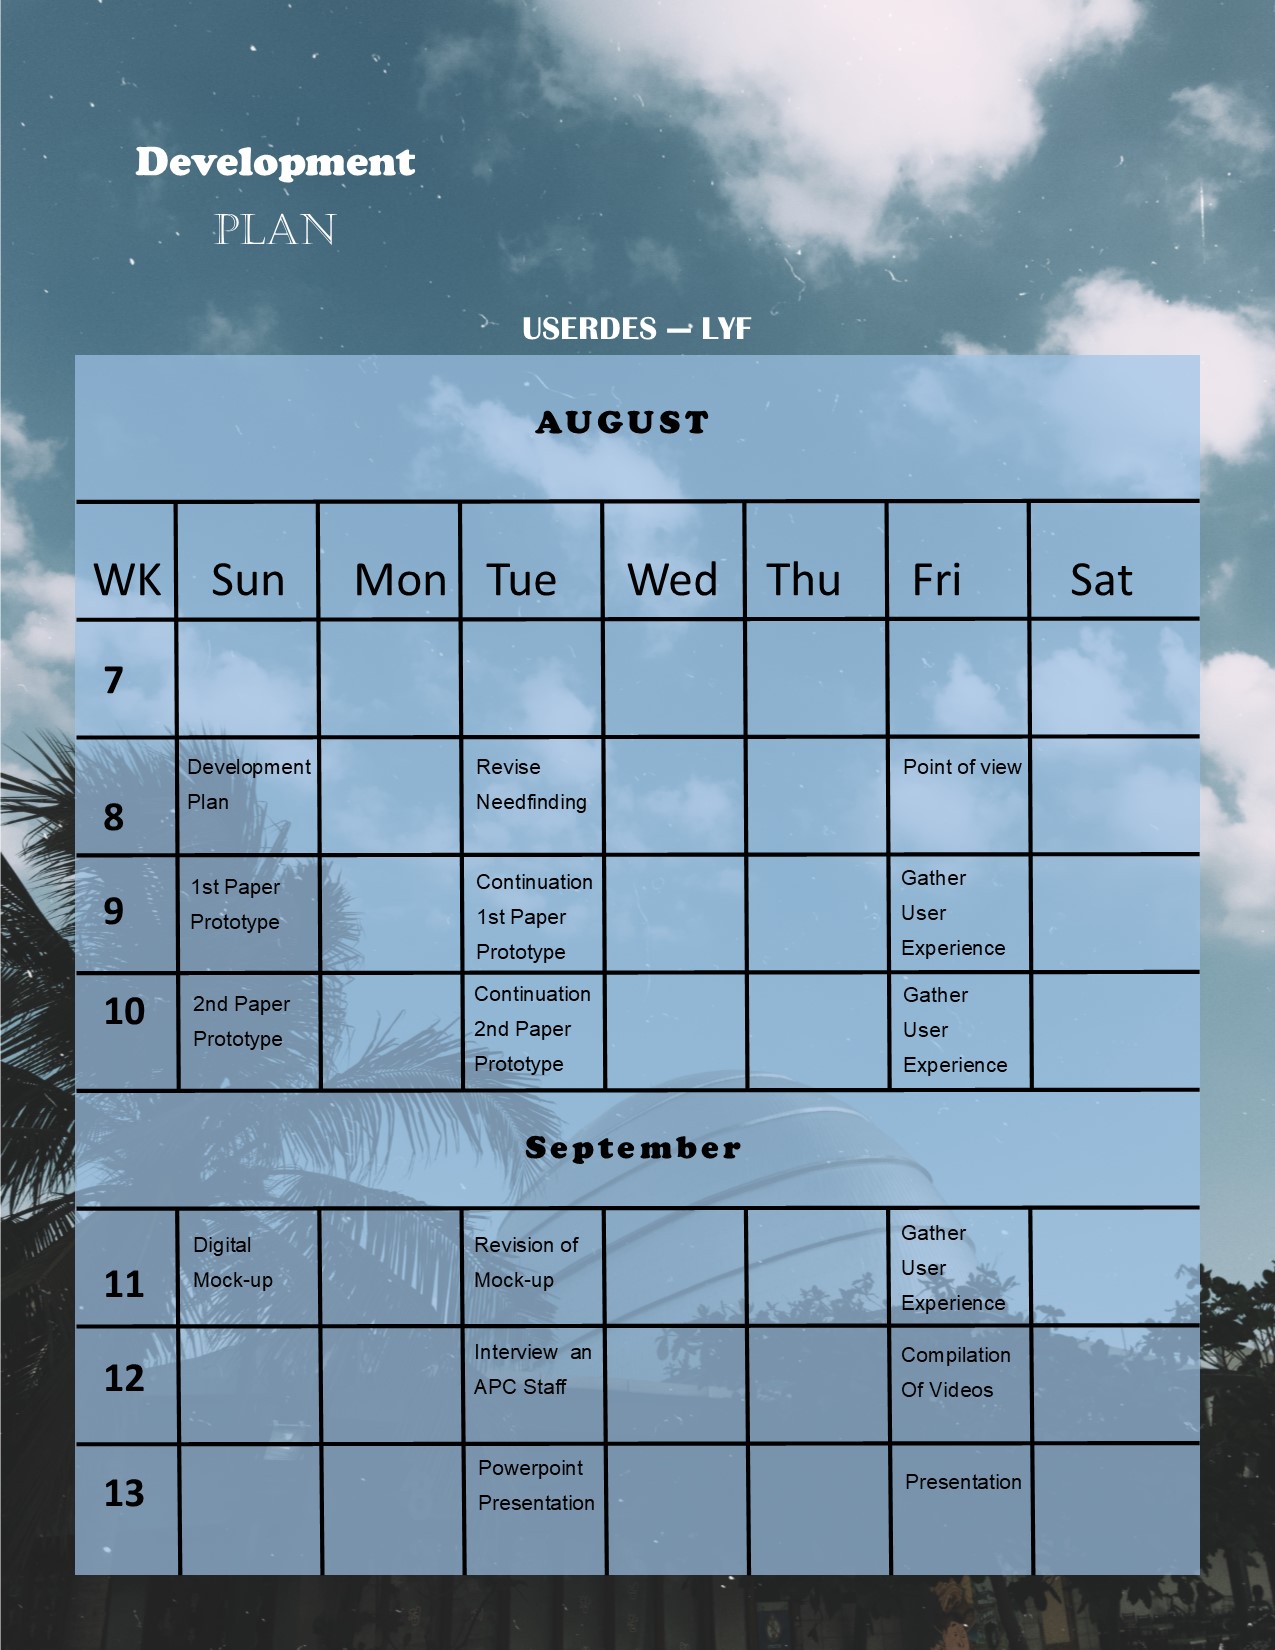 Development
PLAN
USERDES – LYF
AUGUST
WK Sun Mon Tue Wed Thu Fri Sat
7
8
Development
Plan
Revise
Needfinding
Point of view
9
1st Paper
Prototype
Continuation
1st Paper
Prototype
Gather
User
Experience
10
2nd Paper
Prototype
Continuation
2nd Paper
Prototype
Gather
User
Experience
September
11
Digital
Mock-up
Revision of
Mock-up
Gather
User
Experience
12
Interview an
APC Staff
Compilation
Of Videos
13
Powerpoint
Presentation
Presentation